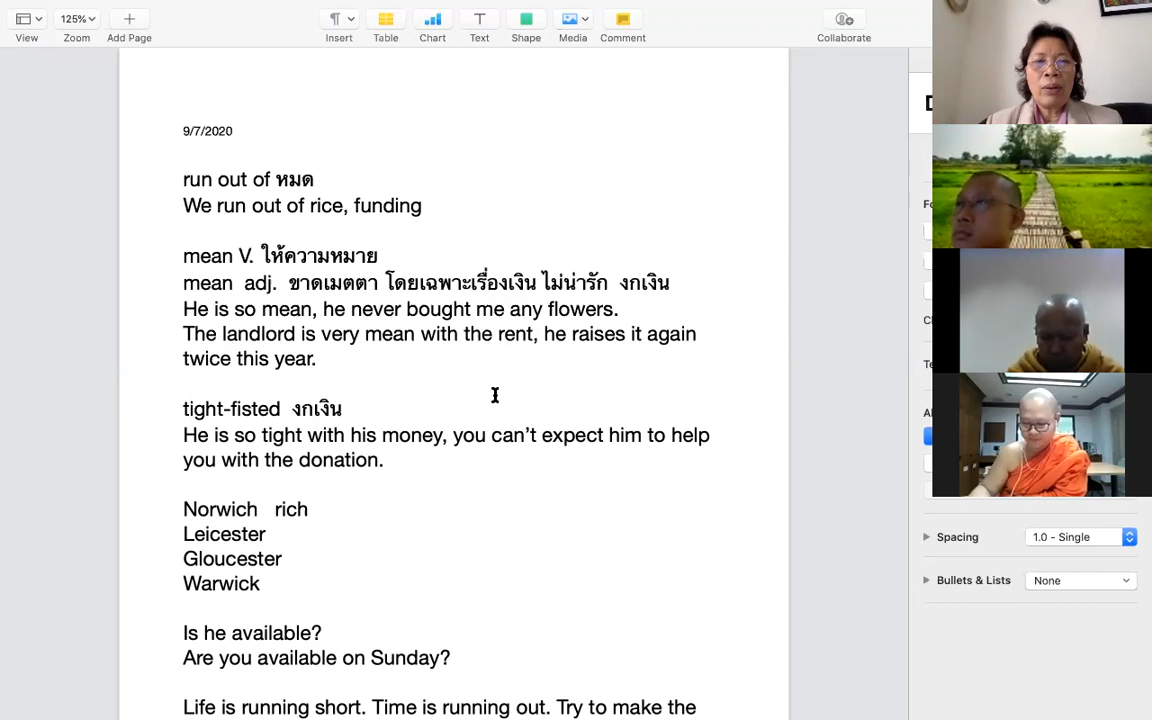 View
125%
Zoom
Add Page
Insert
Table
Chart
Text
Shape
Media
Comment
Collaborate
9/7/2020
run out of หมด
We run out of rice, funding
mean V. ให้ความหมาย
mean adj. ขาดเมตตา โดยเฉพาะเรื่องเงิน ไม่น่ารัก งกเงิน
He is so mean, he never bought me any flowers.
The landlord is very mean with the rent, he raises it again
twice this year.
tight-fisted งกเงิน
He is so tight with his money, you can’t expect him to help
you with the donation.
Norwich rich
Leicester
Gloucester
Warwick
Is he available?
Are you available on Sunday?
Life is running short. Time is running out. Try to make the
Spacing
1.0 - Single
Bullets & Lists
None